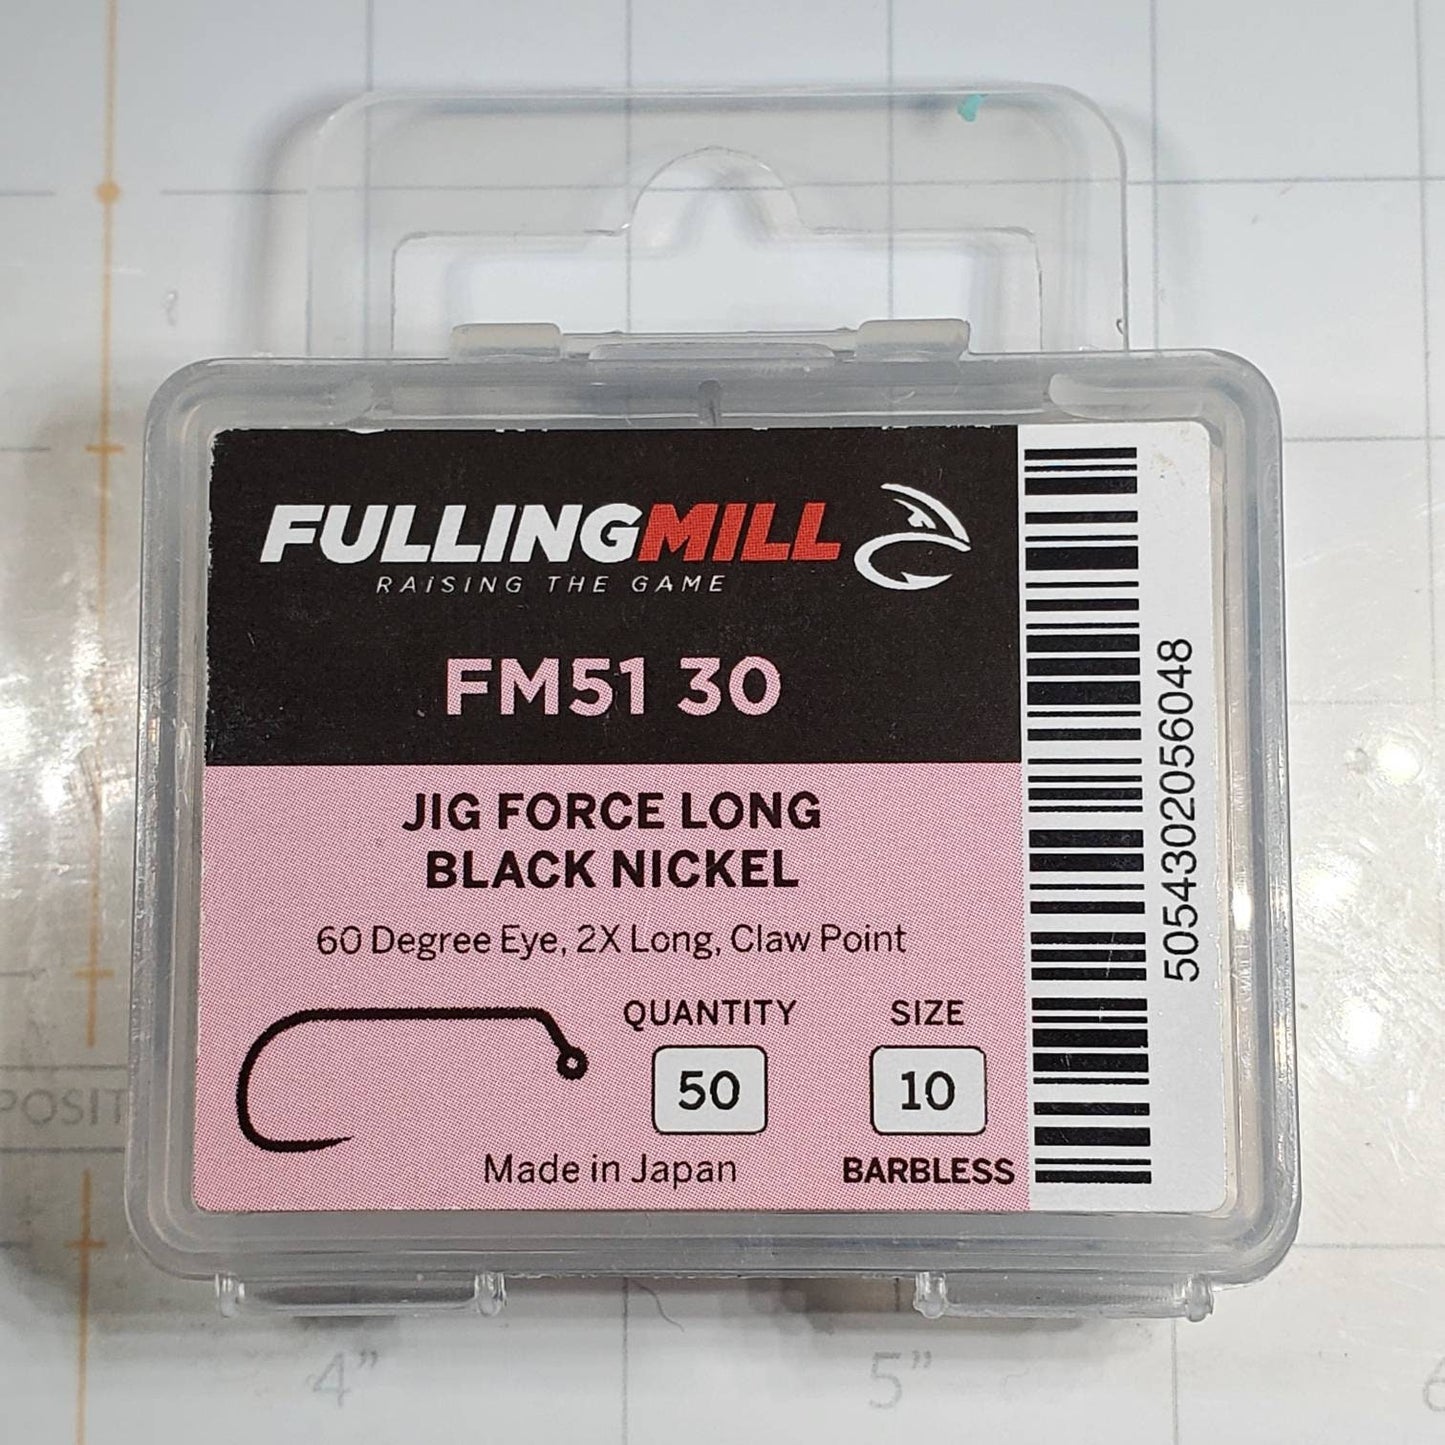 FULLINGMILL
RAISING THE GAME
FM51 30
JIG FORCE LONG
BLACK NICKEL
60 Degree Eye, 2X Long, Claw Point
QUANTITY
50
SIZE
10
Made in Japan
BARBLESS
5054302056048
POSIT
4”
5”